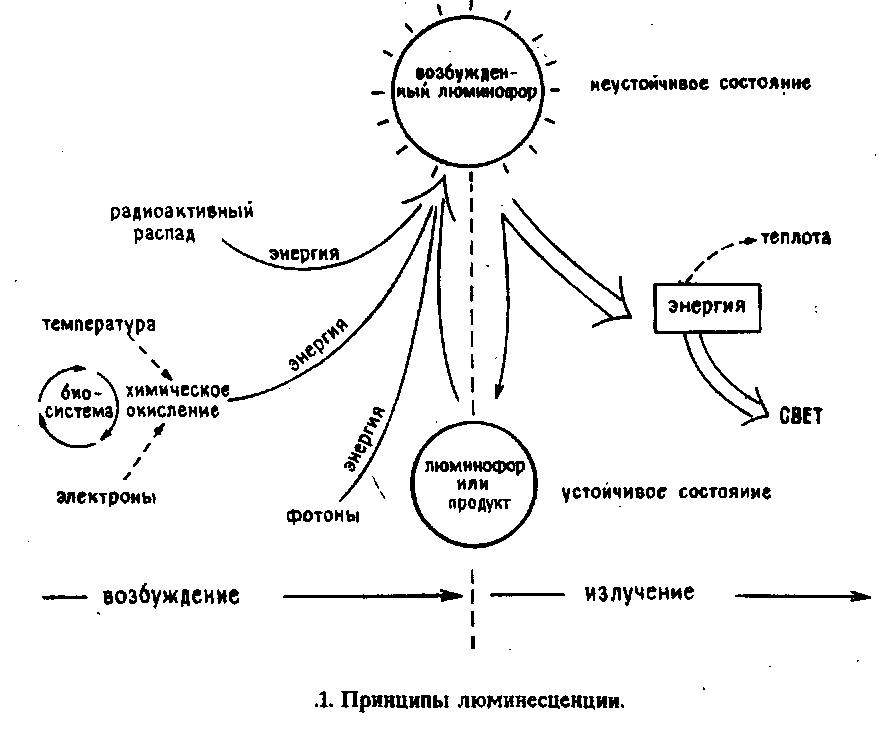 возбужден-
ный люминофор
неустойчивое состояние
радиоактивный
распад
энергия
теплота
энергия
температура
энергия
био-
система
химическое
окисление
СВЕТ
энергия
люминофор
или
продукт
электроны
фотоны
устойчивое состояние
возбуждение
излучение
.1. Принципы люминесценции.